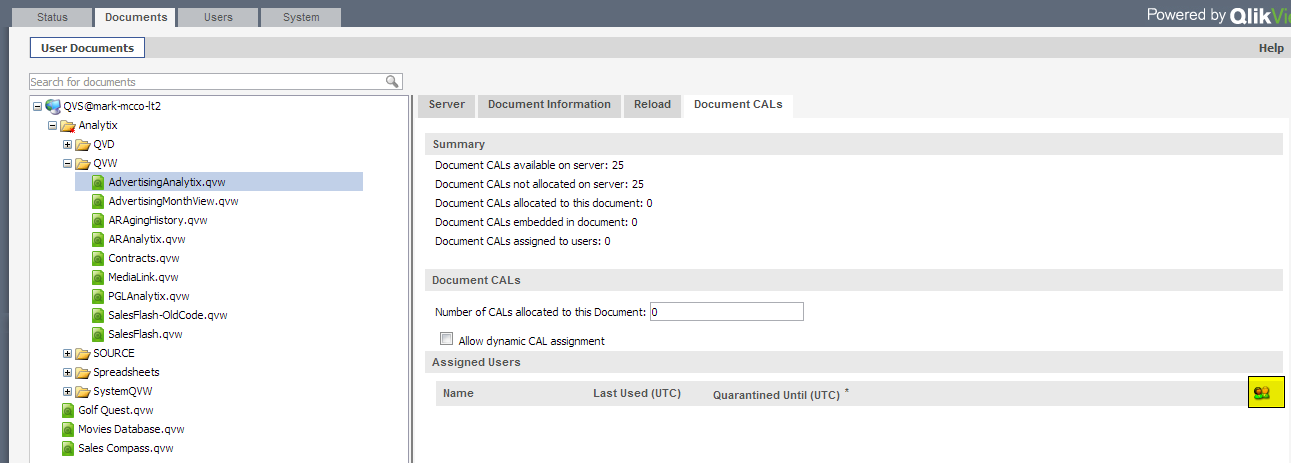 Status Documents Users System
Powered by QlikVie
User Documents
Help
Search for documents
QVS@mark-mcco-lt2
Analytix
QVD
QVW
AdvertisingAnalytix.qvw
AdvertisingMonthView.qvw
ARAgingHistory.qvw
ARAnalytix.qvw
Contracts.qvw
MediaLink.qvw
PGLAnalytix.qvw
SalesFlash-OldCode.qvw
SalesFlash.qvw
SOURCE
Spreadsheets
SystemQVW
Golf Quest.qvw
Movies Database.qvw
Sales Compass.qvw
Server Document Information Reload Document CALs
Summary
Document CALs available on server: 25
Document CALs not allocated on server: 25
Document CALs allocated to this document: 0
Document CALs embedded in document: 0
Document CALs assigned to users: 0
Document CALs
Number of CALs allocated to this Document: 0
Allow dynamic CAL assignment
Assigned Users
Name Last Used (UTC) Quarantined Until (UTC) *